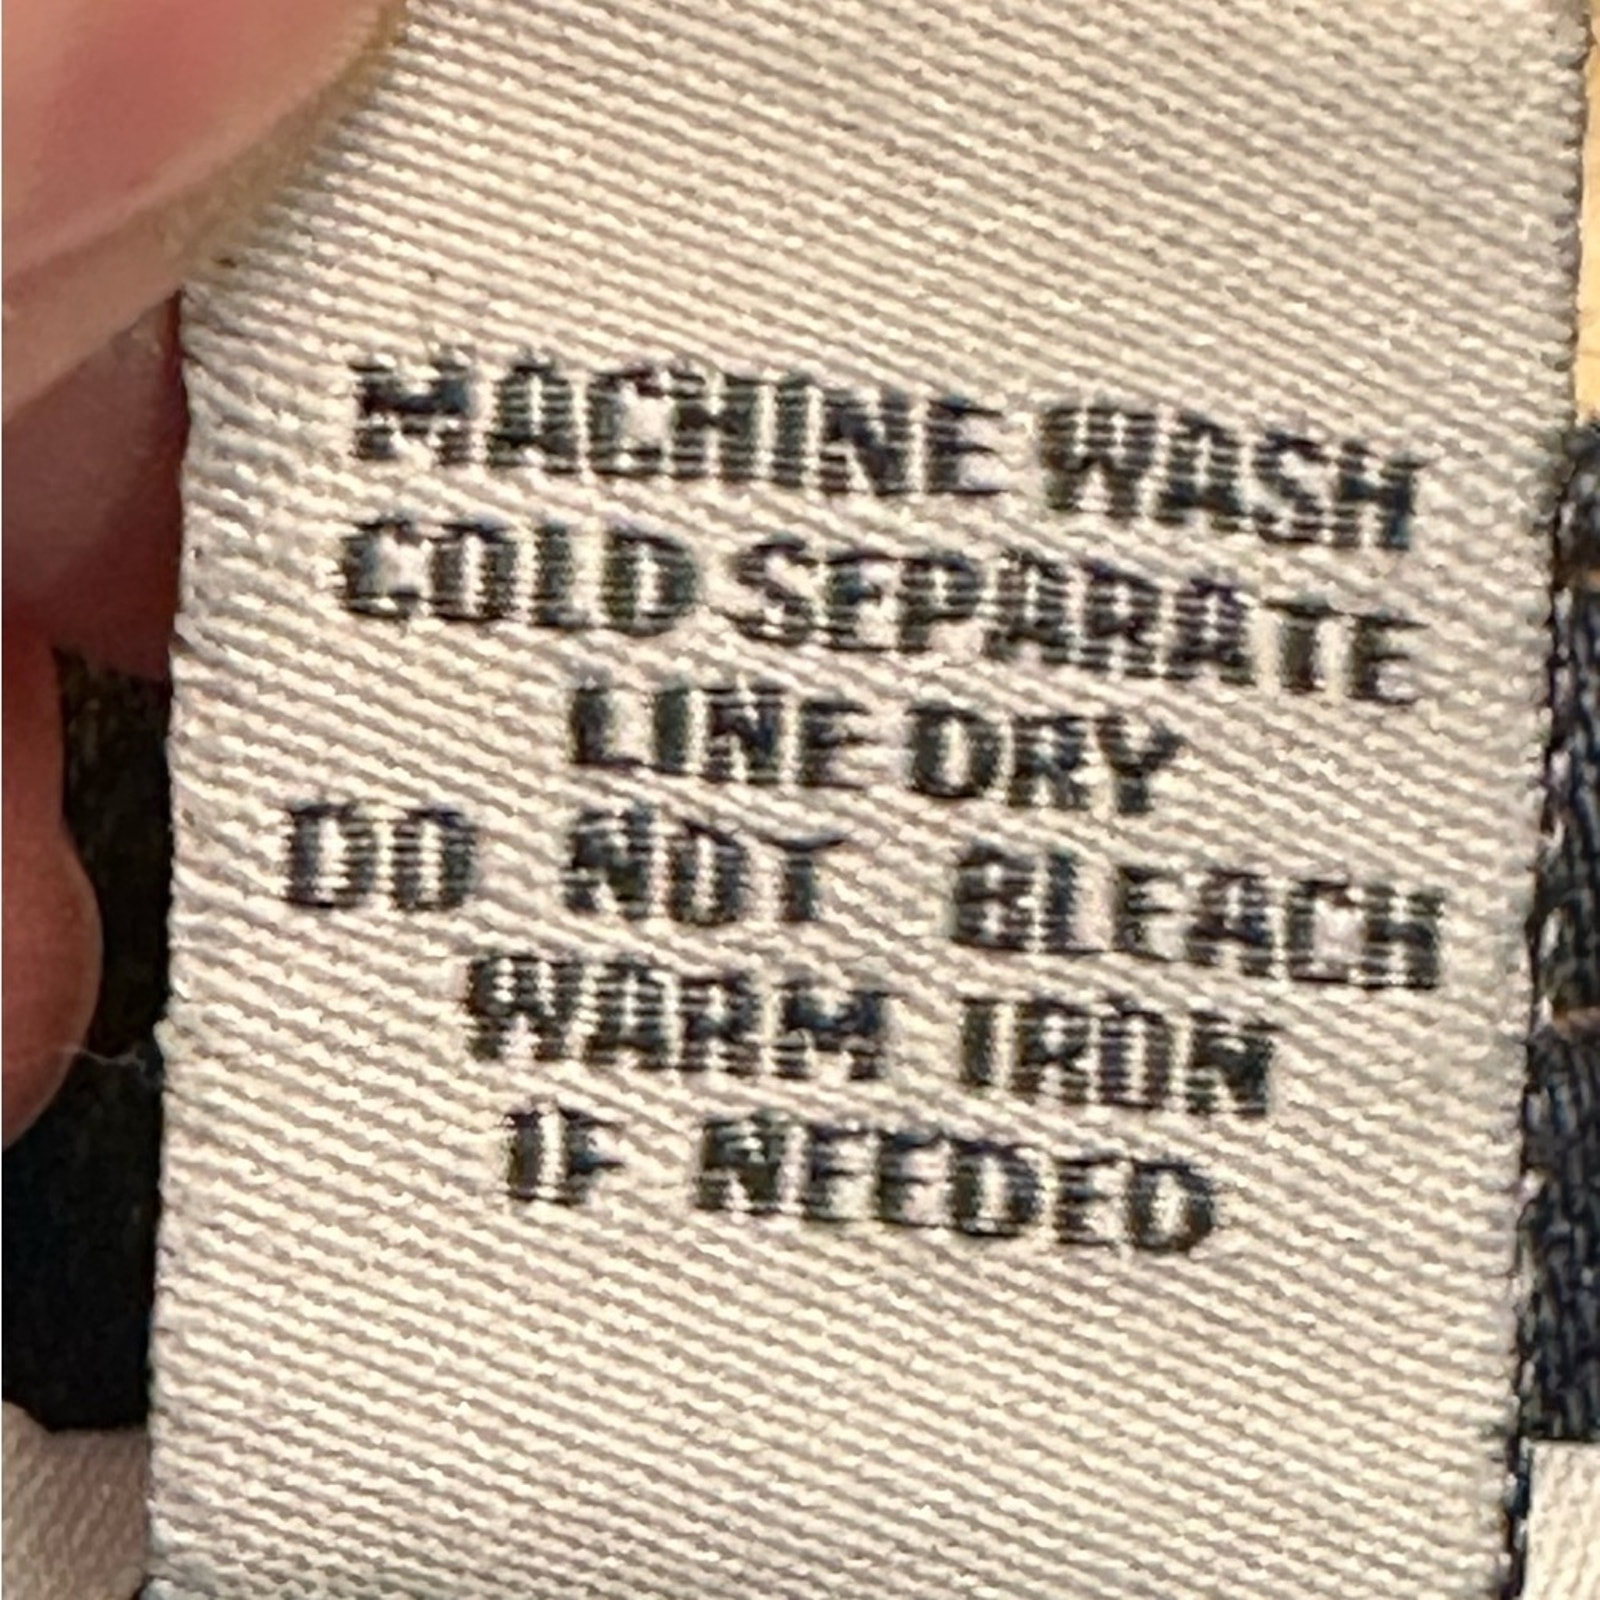 MACHINE WASH
COLD SEPARATE
LINE DRY
DO NOT BLEACH
WARM IRON
IF NEEDED